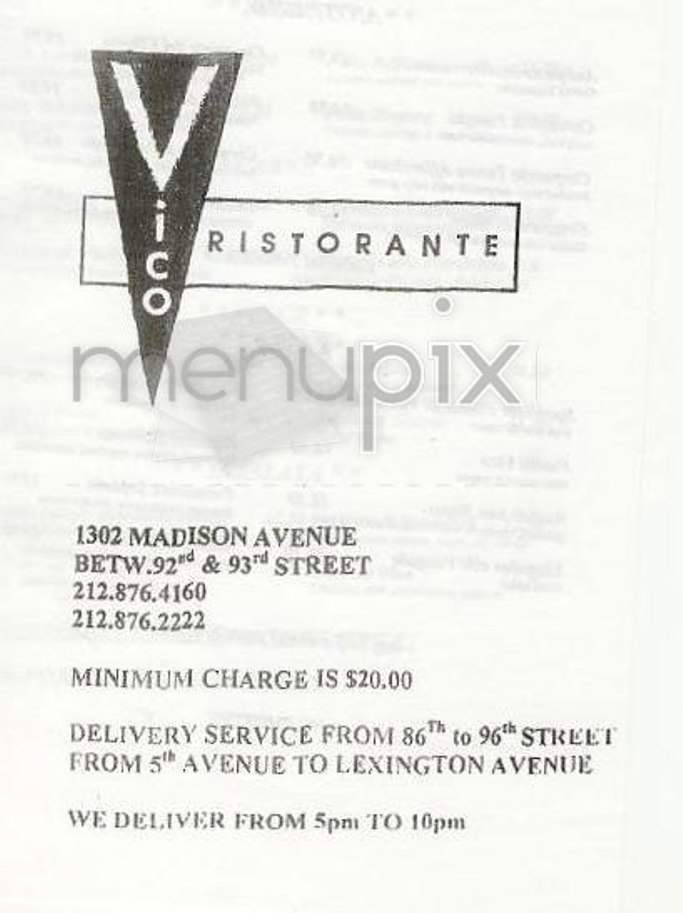 Vico
RISTORANTE
menupix
1302 MADISON AVENUE
BETW.92nd & 93rd STREET
212.876.4160
212.876.2222
MINIMUM CHARGE IS $20.00
DELIVERY SERVICE FROM 86Th to 96th STREET
FROM 5th AVENUE TO LEXINGTON AVENUE
WE DELIVER FROM 5pm TO 10pm